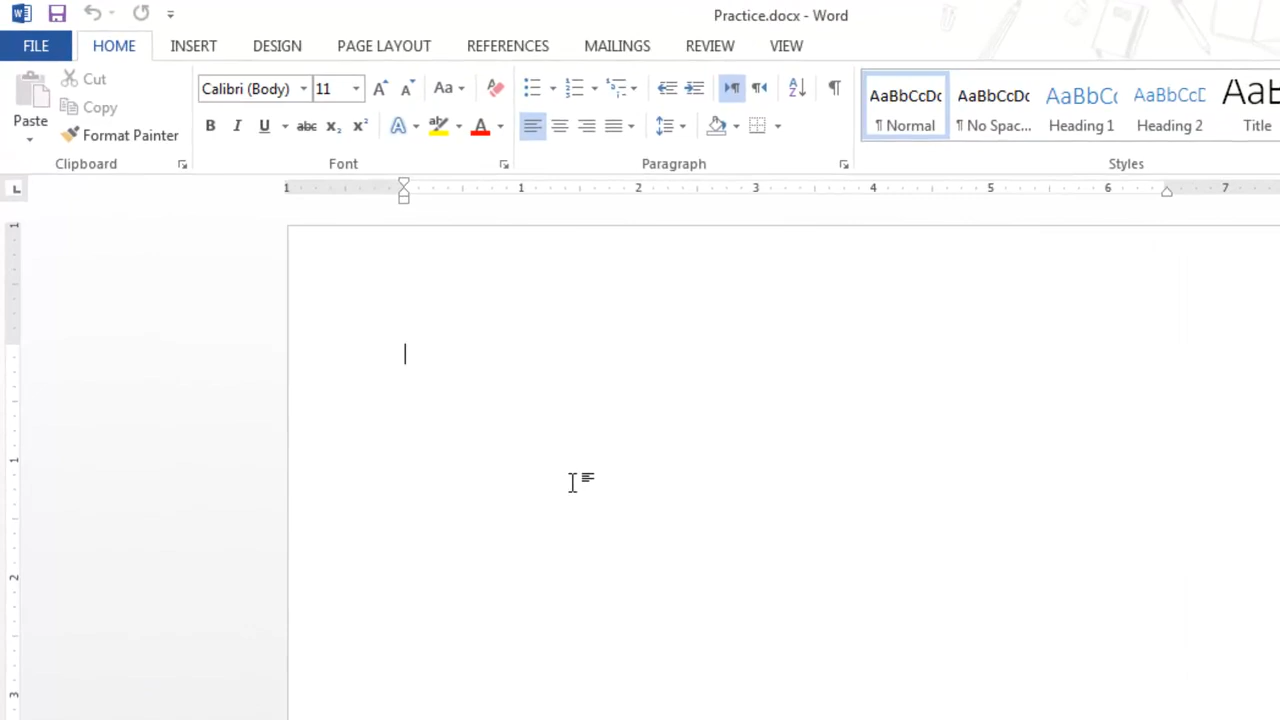 Practice.docx - Word
FILE HOME INSERT DESIGN PAGE LAYOUT REFERENCES MAILINGS REVIEW VIEW
Paste
Cut
Copy
Format Painter
Clipboard
Calibri (Body) 11 Aa
B I U abc X₂ X² A ab A
Font
A Z ¶
Paragraph
AaBbCcDc AaBbCcDc AaBbCc AaBbCcD AaB
¶ Normal ¶ No Spac... Heading 1 Heading 2 Title
Styles
1 1 2 3 4 5 6 7
1
1
2
3